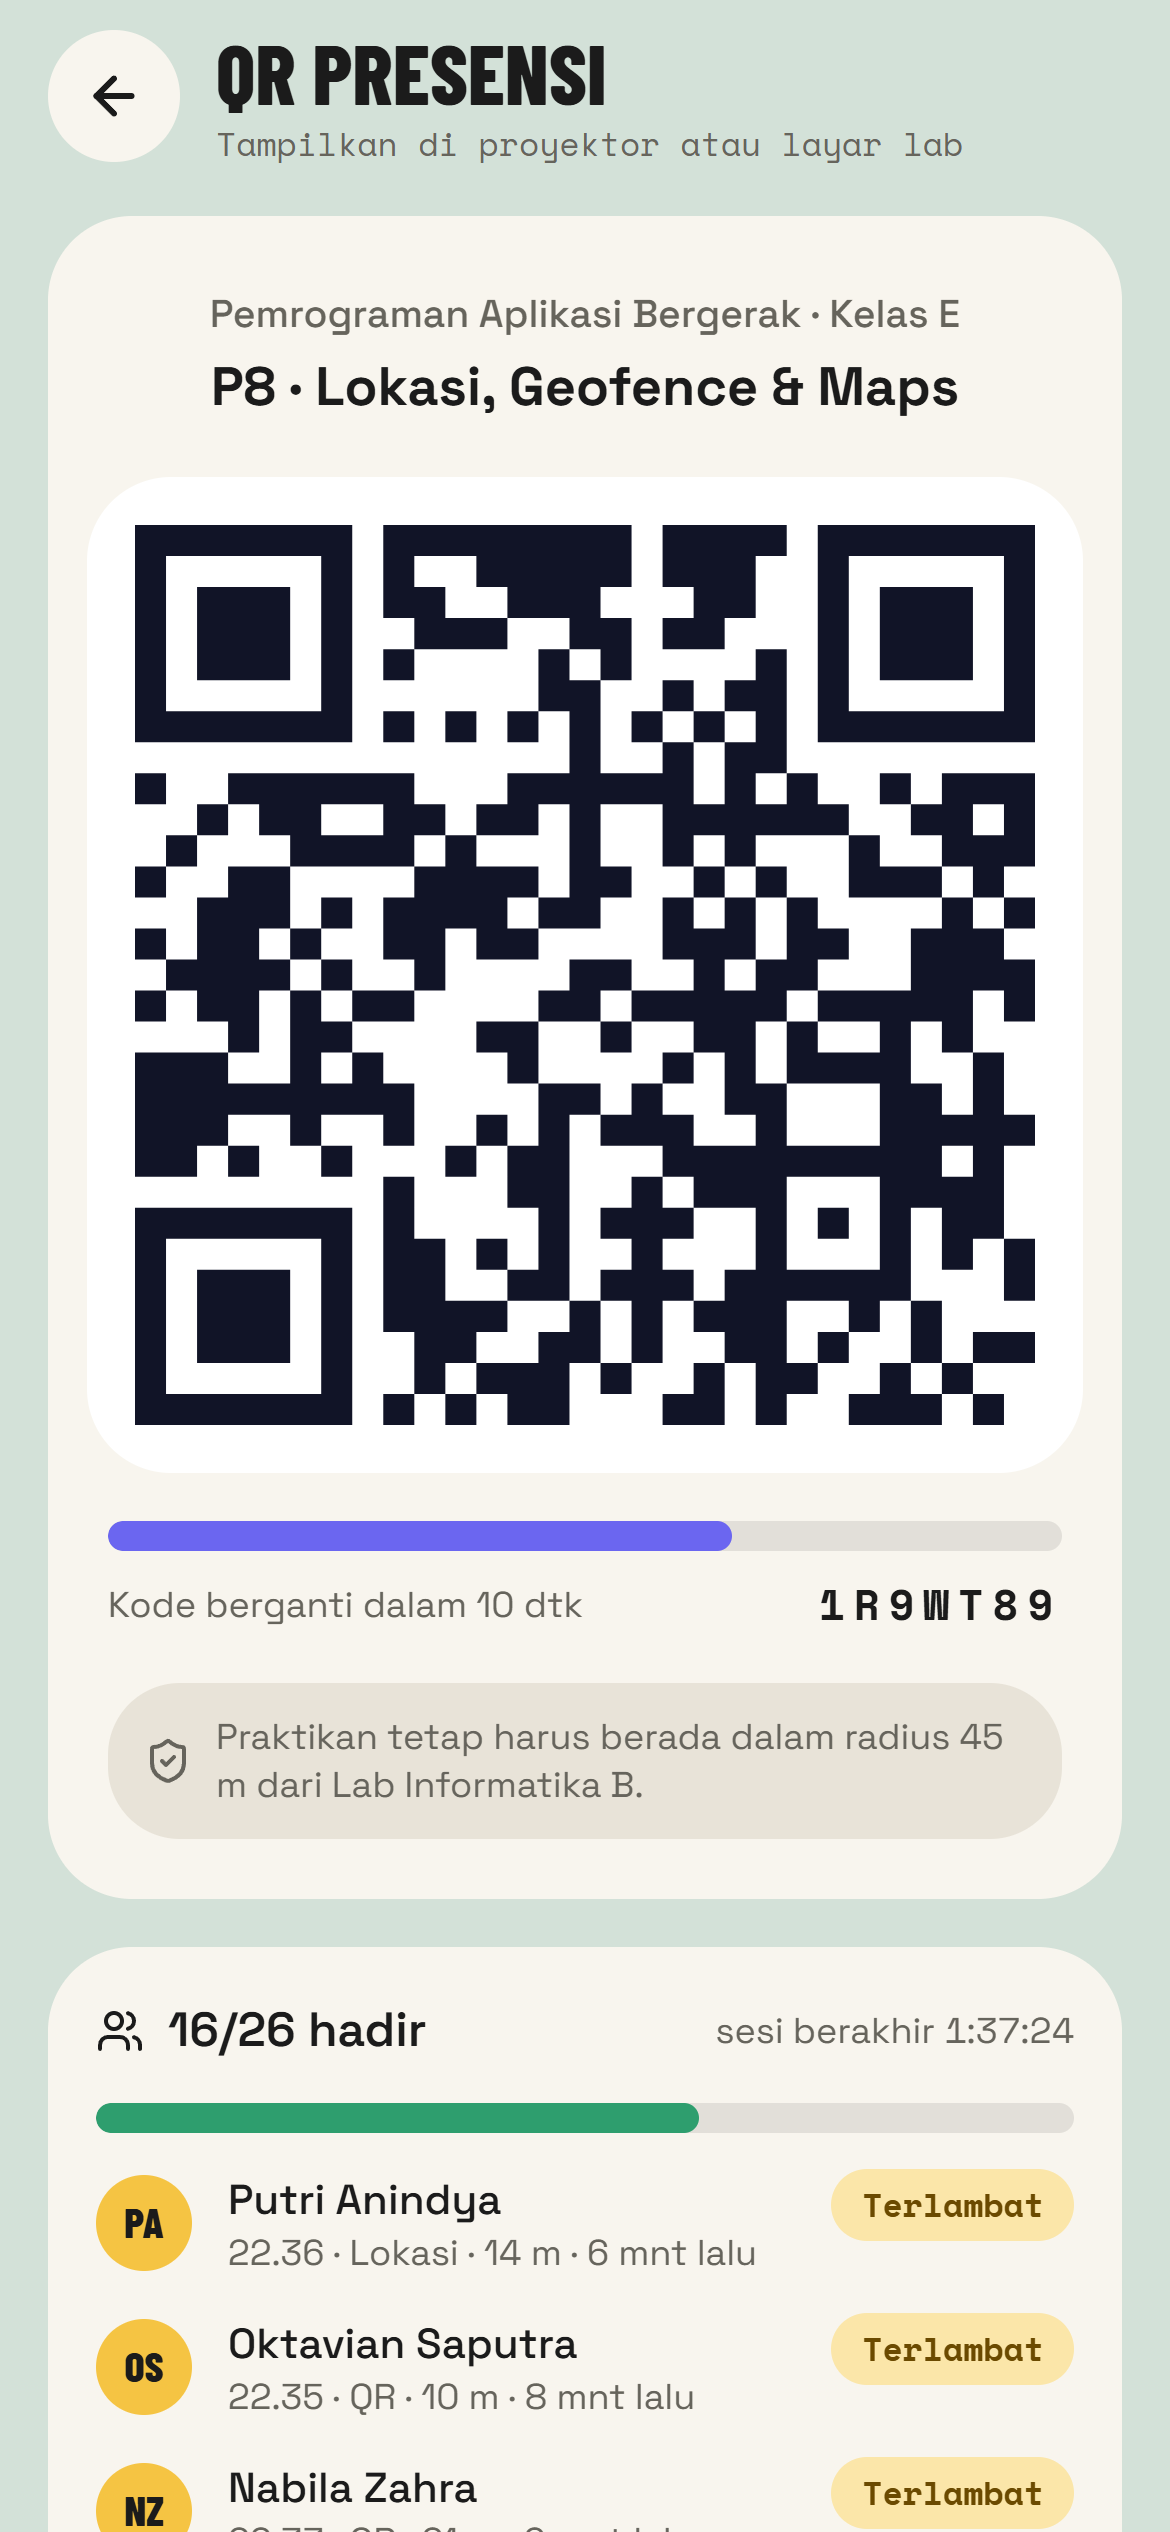 QR PRESENSI
Tampilkan di proyektor atau layar lab
Pemrograman Aplikasi Bergerak · Kelas E
P8 · Lokasi, Geofence & Maps
Kode berganti dalam 10 dtk
1R9WT89
Praktikan tetap harus berada dalam radius 45
m dari Lab Informatika B.
16/26 hadir
sesi berakhir 1:37:24
PA
Putri Anindya
Terlambat
22.36 · Lokasi · 14 m · 6 mnt lalu
OS
Oktavian Saputra
Terlambat
22.35 · QR · 10 m · 8 mnt lalu
NZ
Nabila Zahra
Terlambat